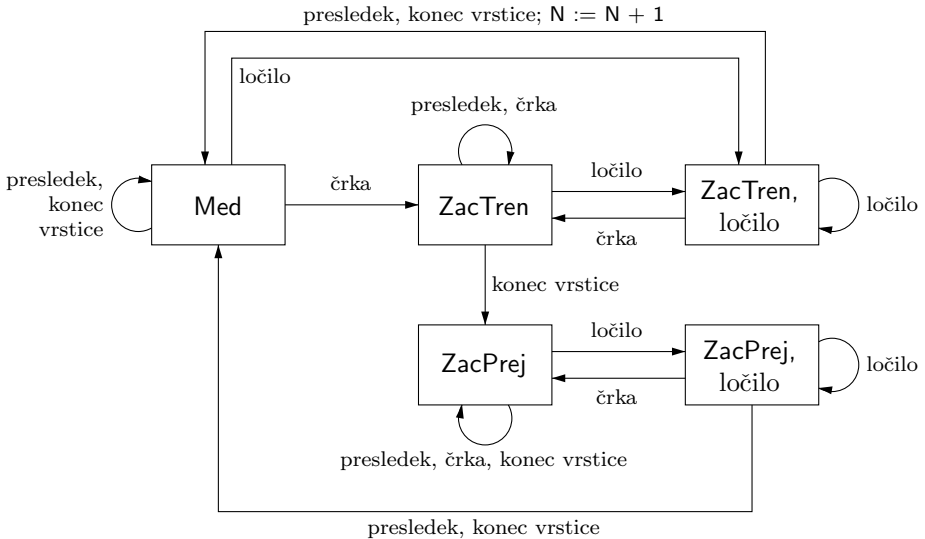 presledek, konec vrstice; N := N + 1
ločilo
presledek, črka
presledek,
konec
vrstice
Med
črka
ZacTren
ločilo
črka
ZacTren,
ločilo
ločilo
konec vrstice
ZacPrej
ločilo
črka
ZacPrej,
ločilo
ločilo
presledek, črka, konec vrstice
presledek, konec vrstice